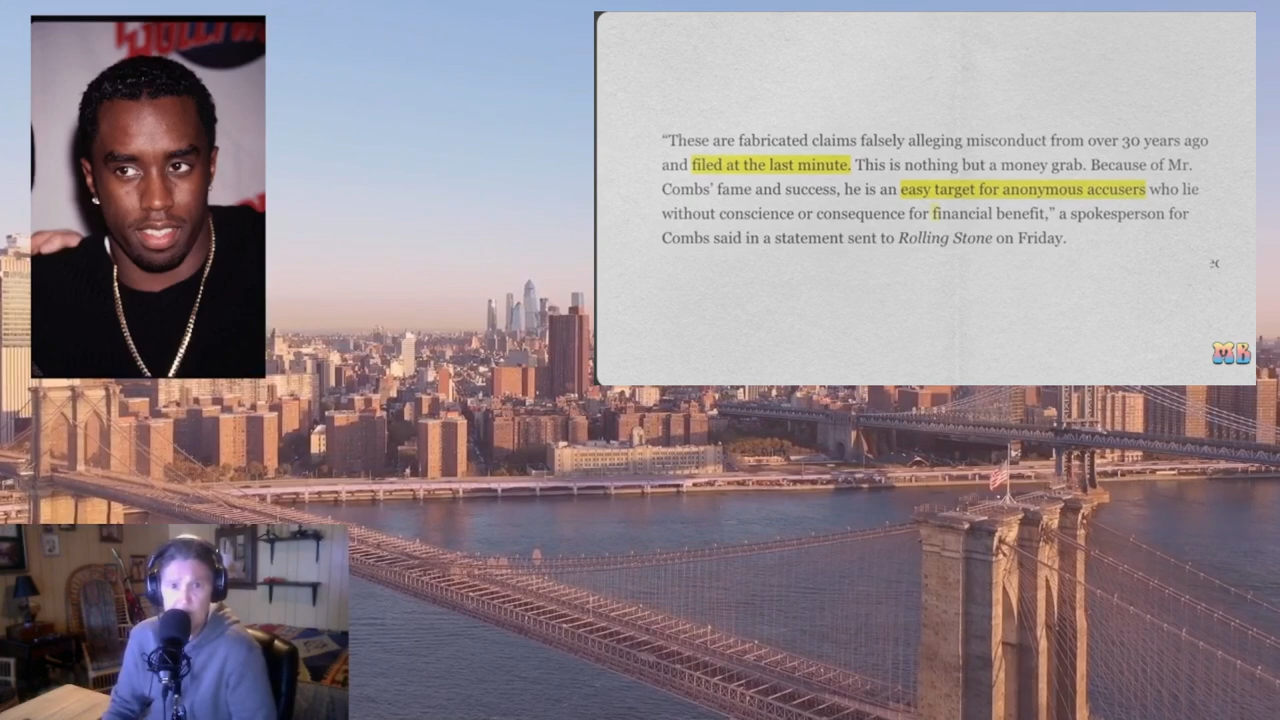 “These are fabricated claims falsely alleging misconduct from over 30 years ago
and filed at the last minute. This is nothing but a money grab. Because of Mr.
Combs’ fame and success, he is an easy target for anonymous accusers who lie
without conscience or consequence for financial benefit,” a spokesperson for
Combs said in a statement sent to Rolling Stone on Friday.
MB